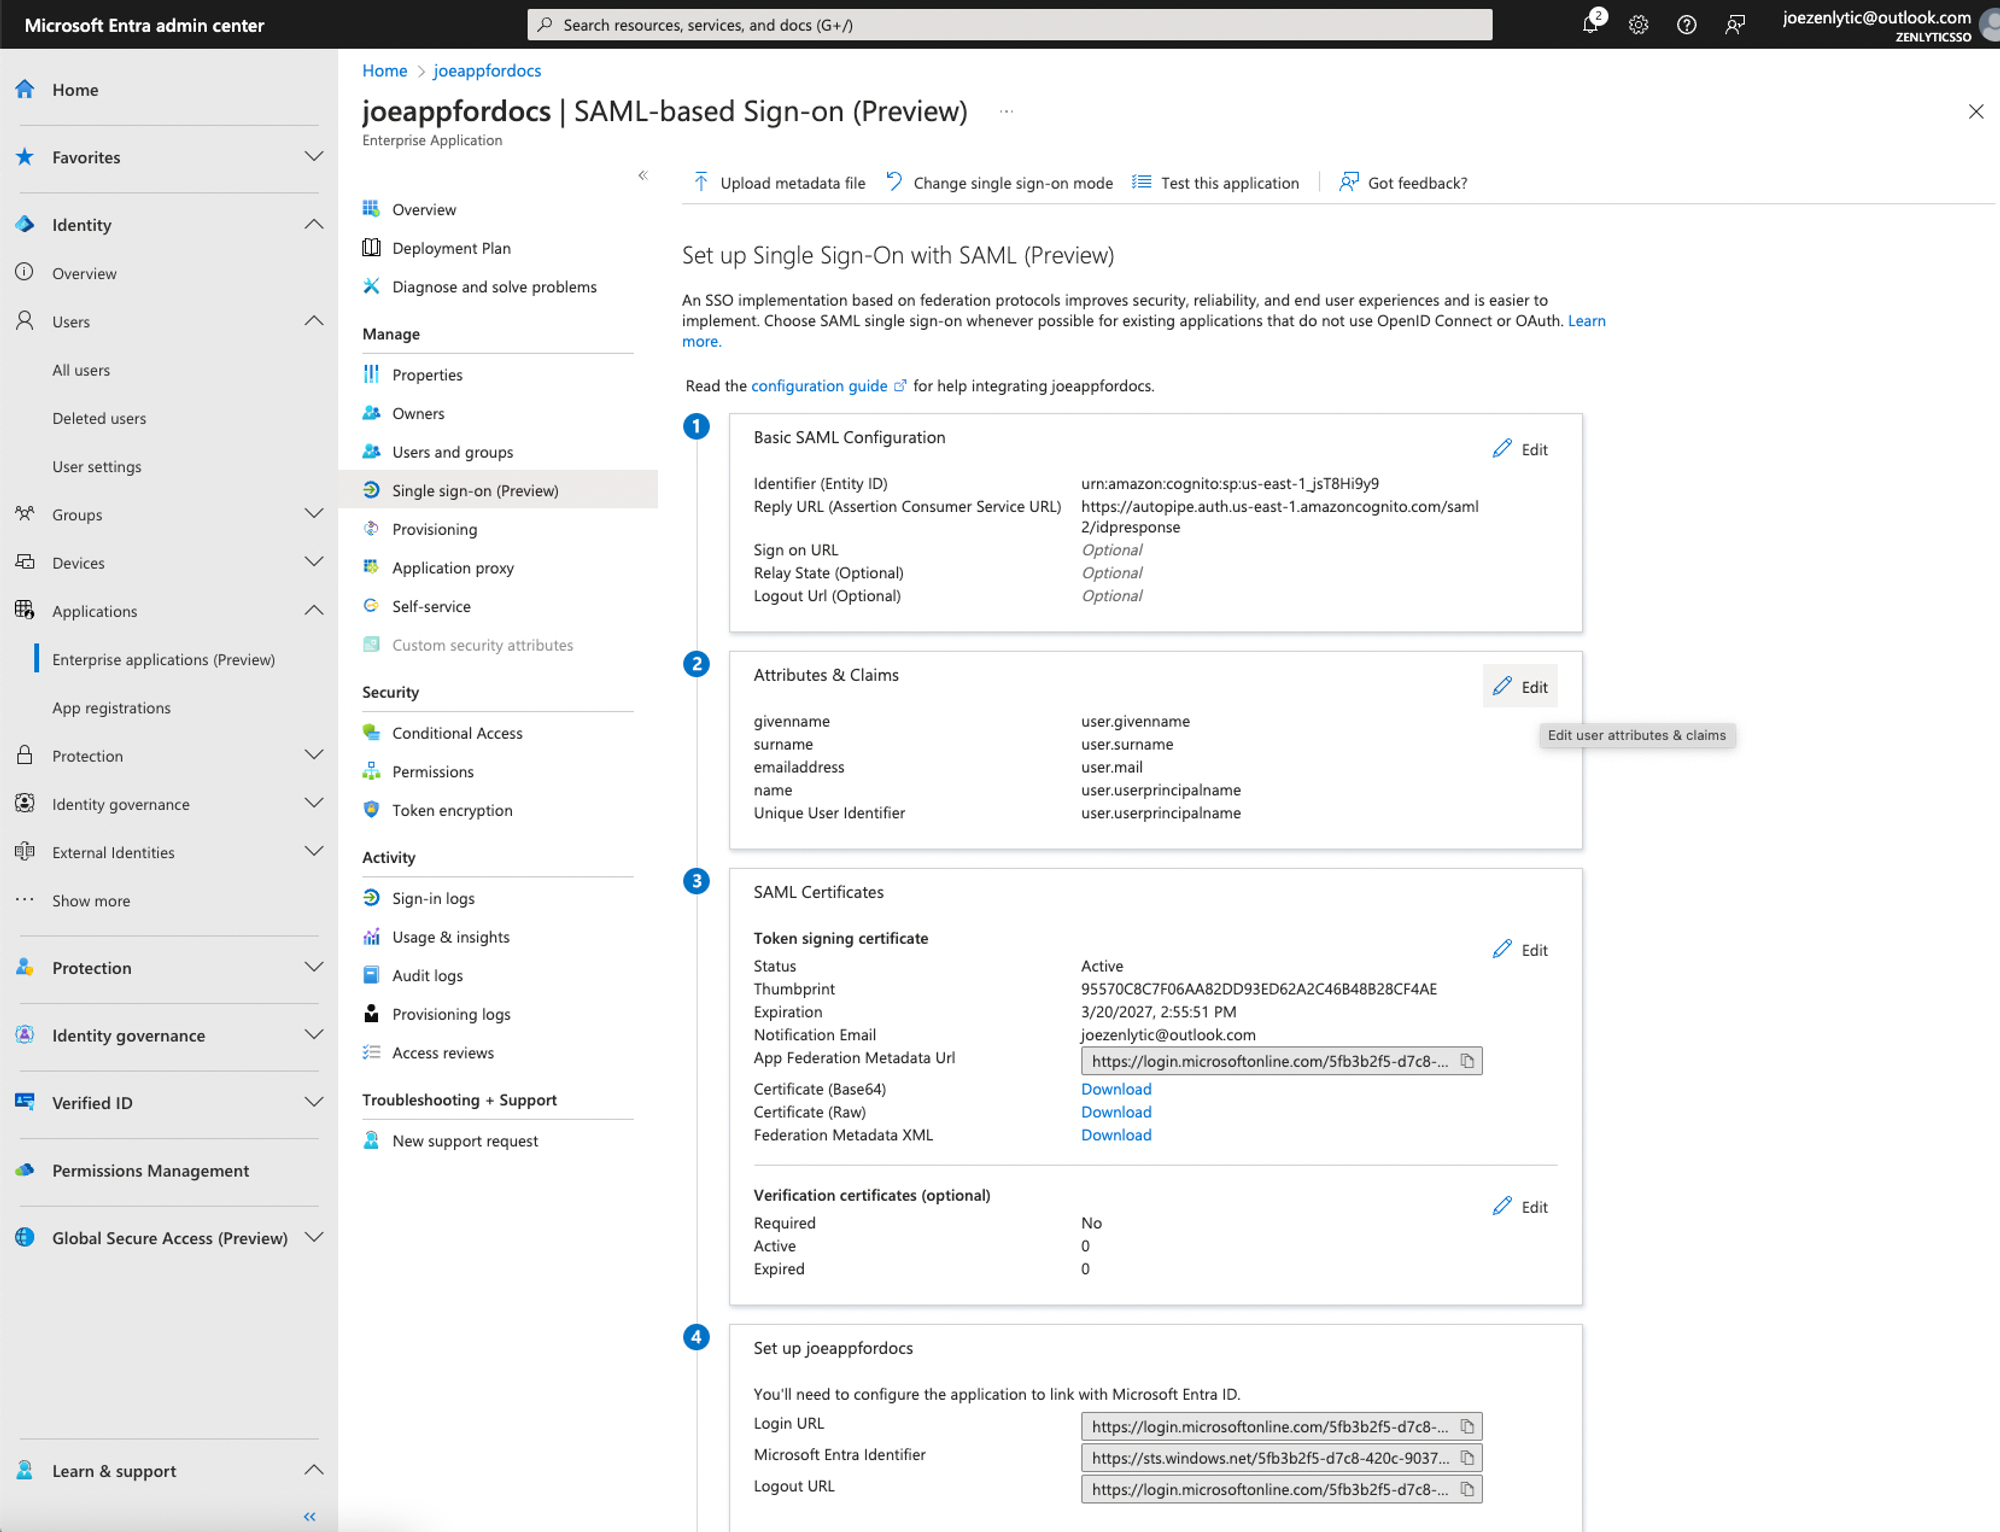 Microsoft Entra admin center
Search resources, services, and docs (G+/)
2
joezenlytic@outlook.com
ZENLYTICSSO
Home
Favorites
Identity
Overview
Users
All users
Deleted users
User settings
Groups
Devices
Applications
Enterprise applications (Preview)
App registrations
Protection
Identity governance
External Identities
Show more
Protection
Identity governance
Verified ID
Permissions Management
Global Secure Access (Preview)
Learn & support
Home > joeappfordocs
joeappfordocs | SAML-based Sign-on (Preview) ...
Enterprise Application
Overview
Deployment Plan
Diagnose and solve problems
Manage
Properties
Owners
Users and groups
Single sign-on (Preview)
Provisioning
Application proxy
Self-service
Custom security attributes
Security
Conditional Access
Permissions
Token encryption
Activity
Sign-in logs
Usage & insights
Audit logs
Provisioning logs
Access reviews
Troubleshooting + Support
New support request
Upload metadata file Change single sign-on mode Test this application Got feedback?
Set up Single Sign-On with SAML (Preview)
An SSO implementation based on federation protocols improves security, reliability, and end user experiences and is easier to
implement. Choose SAML single sign-on whenever possible for existing applications that do not use OpenID Connect or OAuth. Learn
more.
Read the configuration guide for help integrating joeappfordocs.
1
Basic SAML Configuration
Edit
Identifier (Entity ID) urn:amazon:cognito:sp:us-east-1_jsT8Hi9y9
Reply URL (Assertion Consumer Service URL) https://autopipe.auth.us-east-1.amazoncognito.com/saml
2/idpresponse
Sign on URL Optional
Relay State (Optional) Optional
Logout Url (Optional) Optional
2
Attributes & Claims
Edit
Edit user attributes & claims
givenname user.givenname
surname user.surname
emailaddress user.mail
name user.userprincipalname
Unique User Identifier user.userprincipalname
3
SAML Certificates
Token signing certificate
Edit
Status Active
Thumbprint 95570C8C7F06AA82DD93ED62A2C46B48B28CF4AE
Expiration 3/20/2027, 2:55:51 PM
Notification Email joezenlytic@outlook.com
App Federation Metadata Url https://login.microsoftonline.com/5fb3b2f5-d7c8-...
Certificate (Base64) Download
Certificate (Raw) Download
Federation Metadata XML Download
Verification certificates (optional)
Edit
Required No
Active 0
Expired 0
4
Set up joeappfordocs
You'll need to configure the application to link with Microsoft Entra ID.
Login URL https://login.microsoftonline.com/5fb3b2f5-d7c8-...
Microsoft Entra Identifier https://sts.windows.net/5fb3b2f5-d7c8-420c-9037...
Logout URL https://login.microsoftonline.com/5fb3b2f5-d7c8-...